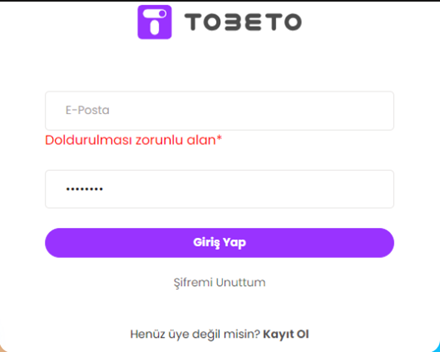 TOBETO
E-Posta
Doldurulması zorunlu alan*
••••••••
Giriş Yap
Şifremi Unuttum
Henüz üye değil misin? Kayıt Ol